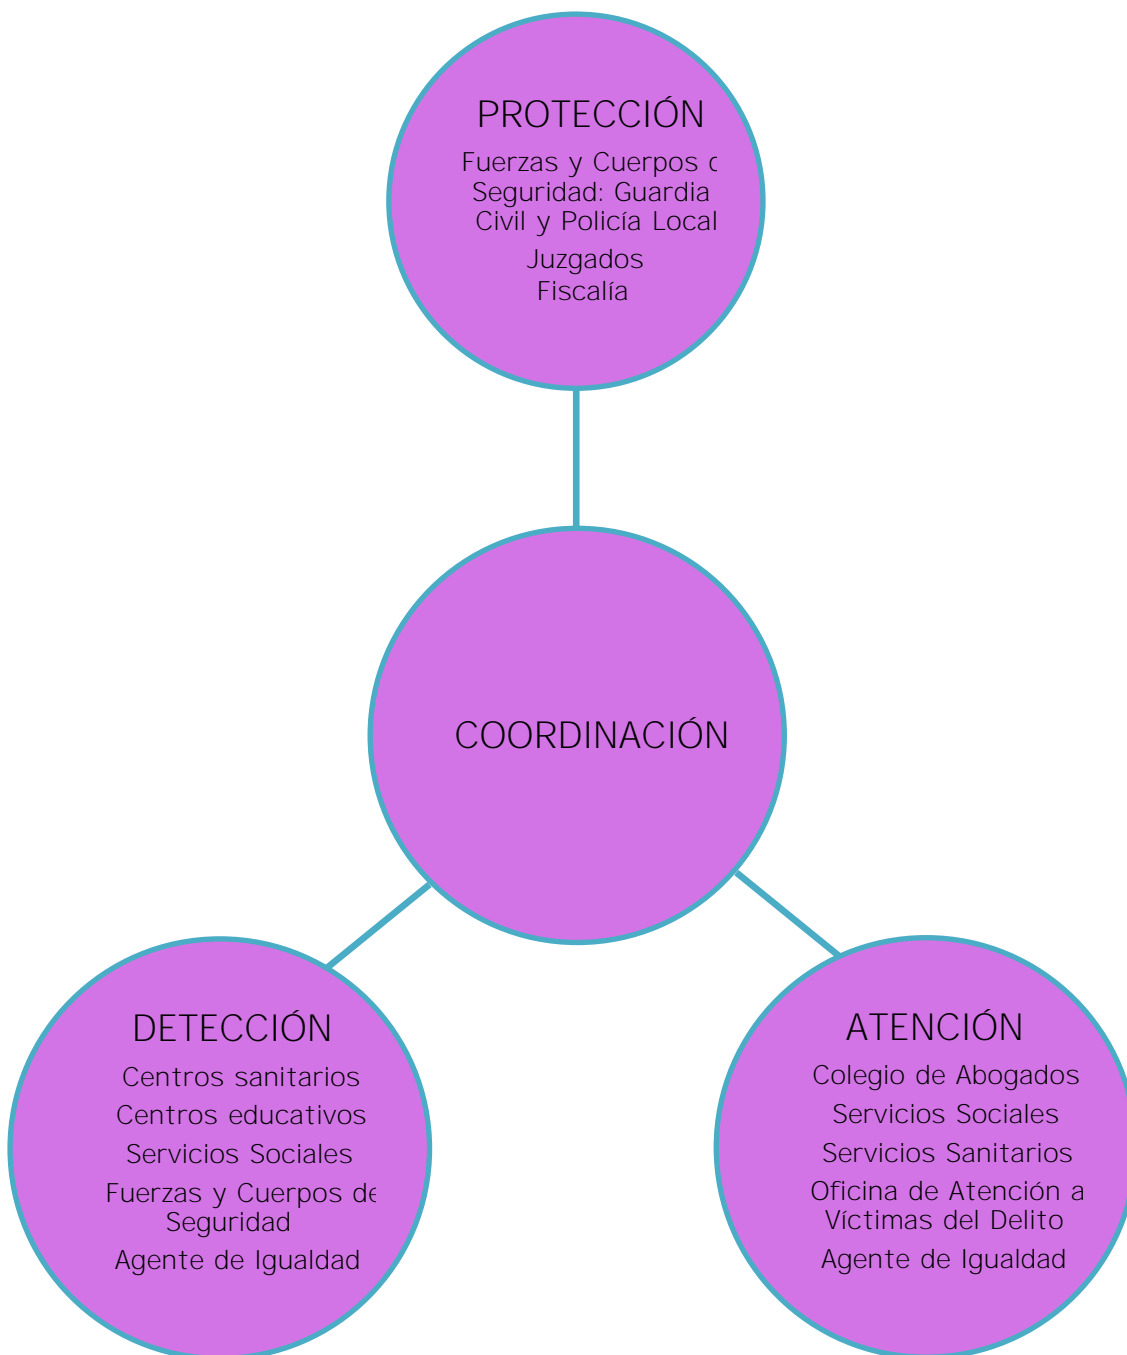 PROTECCIÓN
Fuerzas y Cuerpos
Seguridad: Guardia
Civil y Policía Local
Juzgados
Fiscalía
COORDINACIÓN
DETECCIÓN
Centros sanitarios
Centros educativos
Servicios Sociales
Fuerzas y Cuerpos de
Seguridad
Agente de Igualdad
ATENCIÓN
Colegio de Abogados
Servicios Sociales
Servicios Sanitarios
Oficina de Atención a
Víctimas del Delito
Agente de Igualdad